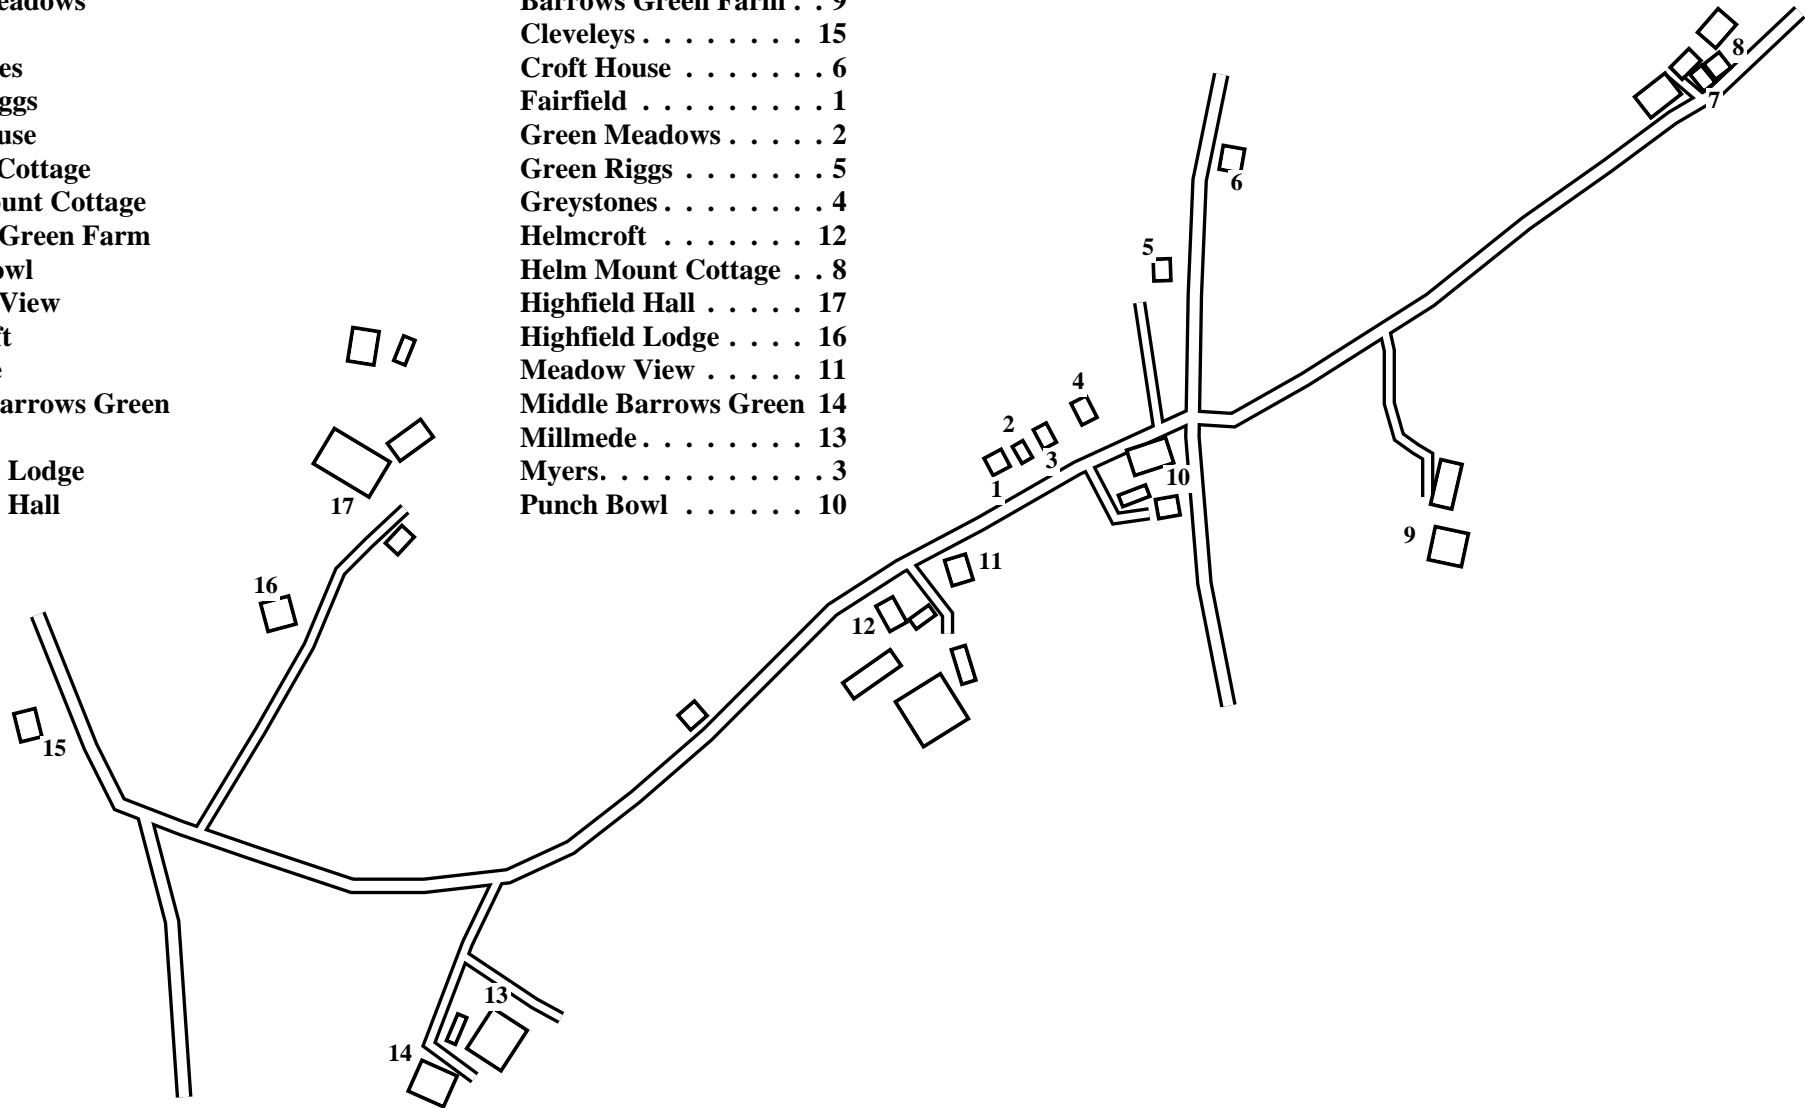 eadows
es
ggs
use
Cottage
ount Cottage
Green Farm
owl
View
ft
e
arrows Green
Lodge
Hall
Barrows Green Farm . . 9
Cleveleys . . . . . . . . 15
Croft House . . . . . . . 6
Fairfield . . . . . . . . . 1
Green Meadows . . . . . 2
Green Riggs . . . . . . . 5
Greystones . . . . . . . . 4
Helmcroft . . . . . . . 12
Helm Mount Cottage . . 8
Highfield Hall . . . . . 17
Highfield Lodge . . . . 16
Meadow View . . . . . 11
Middle Barrows Green 14
Millmede . . . . . . . . 13
Myers. . . . . . . . . . . 3
Punch Bowl . . . . . . 10
8
7
6
5
4
2
3
1
10
9
11
12
17
16
15
13
14